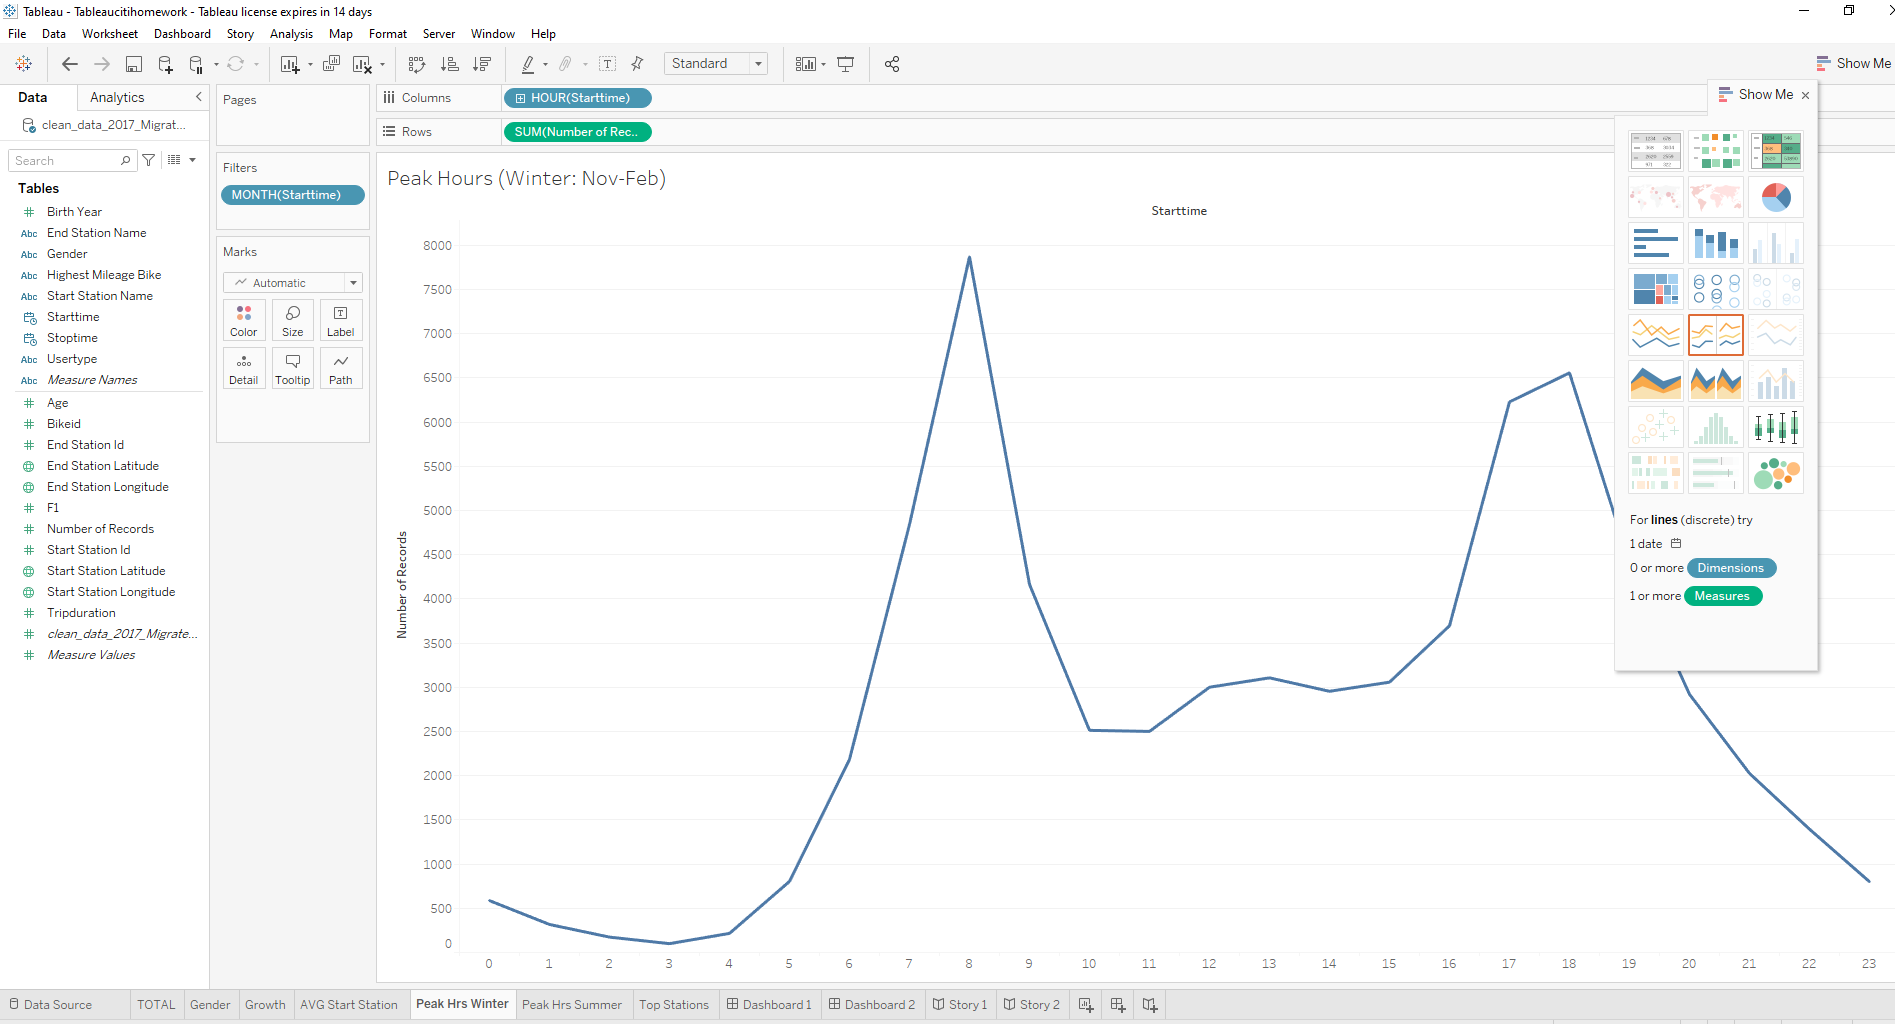 Tableau - Tableaucitihomework - Tableau license expires in 14 days
File Data Worksheet Dashboard Story Analysis Map Format Server Window Help
Standard
Show Me
Data
Analytics
clean_data_2017_Migrat...
Search
Tables
Birth Year
Abc End Station Name
Abc Gender
Abc Highest Mileage Bike
Abc Start Station Name
Starttime
Stoptime
Abc Usertype
Abc Measure Names
Age
Bikeid
End Station Id
End Station Latitude
End Station Longitude
F1
Number of Records
Start Station Id
Start Station Latitude
Start Station Longitude
Tripduration
clean_data_2017_Migrate...
Measure Values
Pages
Filters
MONTH(Starttime)
Marks
Automatic
Color Size Label
Detail Tooltip Path
Columns HOUR(Starttime)
Rows SUM(Number of Rec..
Peak Hours (Winter: Nov-Feb)
Starttime
Number of Records
8000
7500
7000
6500
6000
5500
5000
4500
4000
3500
3000
2500
2000
1500
1000
500
0
0 1 2 3 4 5 6 7 8 9 10 11 12 13 14 15 16 17 18 19 20 21 22 23
Show Me
For lines (discrete) try
1 date
0 or more Dimensions
1 or more Measures
Data Source TOTAL Gender Growth AVG Start Station Peak Hrs Winter Peak Hrs Summer Top Stations Dashboard 1 Dashboard 2 Story 1 Story 2